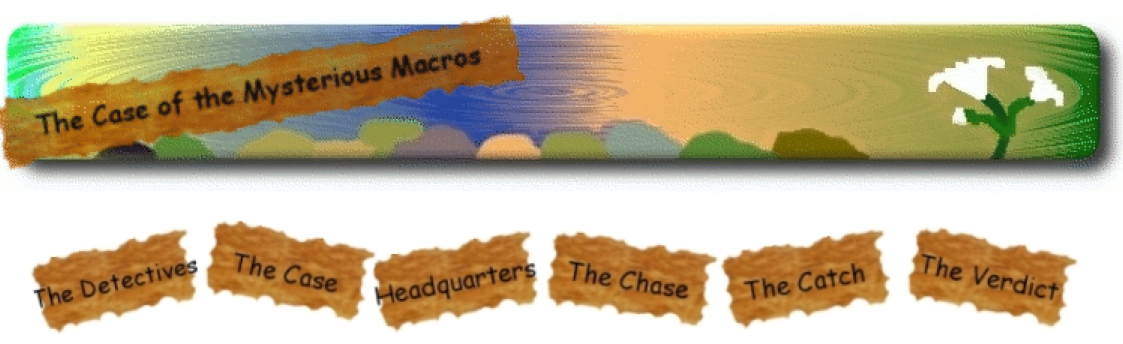 The Case of the Mysterious Macros
The Detectives
The Case
Headquarters
The Chase
The Catch
The Verdict